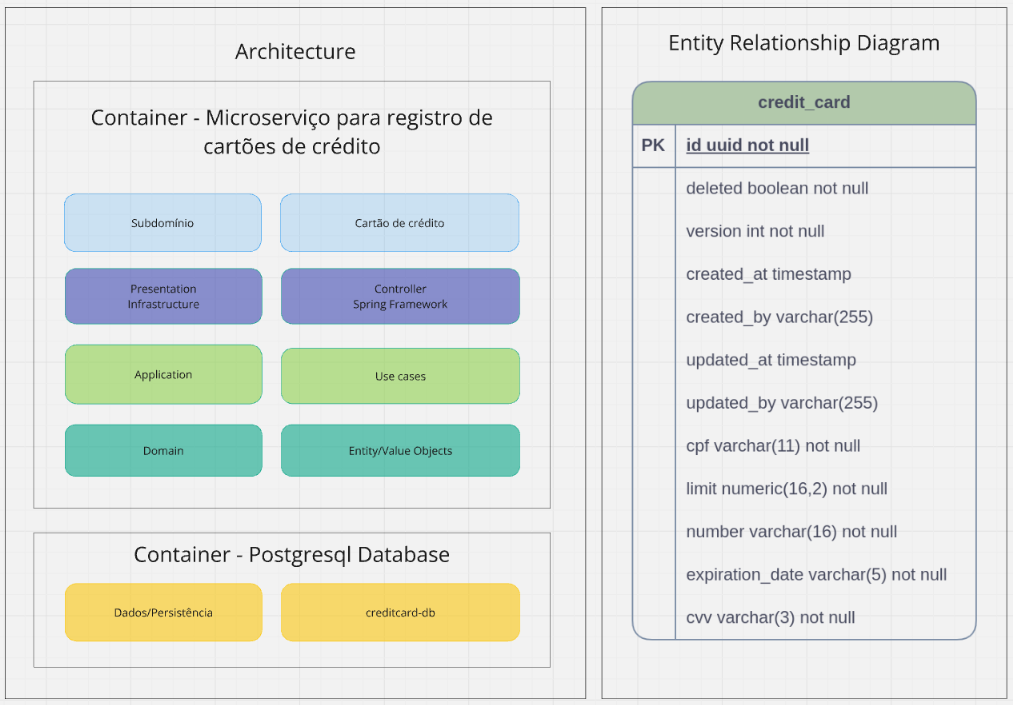 Architecture
Container - Microserviço para registro de
cartões de crédito
Subdomínio
Cartão de crédito
Presentation
Infrastructure
Controller
Spring Framework
Application
Use cases
Domain
Entity/Value Objects
Container - Postgresql Database
Dados/Persistência
creditcard-db
Entity Relationship Diagram
credit_card
PK id uuid not null
deleted boolean not null
version int not null
created_at timestamp
created_by varchar(255)
updated_at timestamp
updated_by varchar(255)
cpf varchar(11) not null
limit numeric(16,2) not null
number varchar(16) not null
expiration_date varchar(5) not null
cvv varchar(3) not null